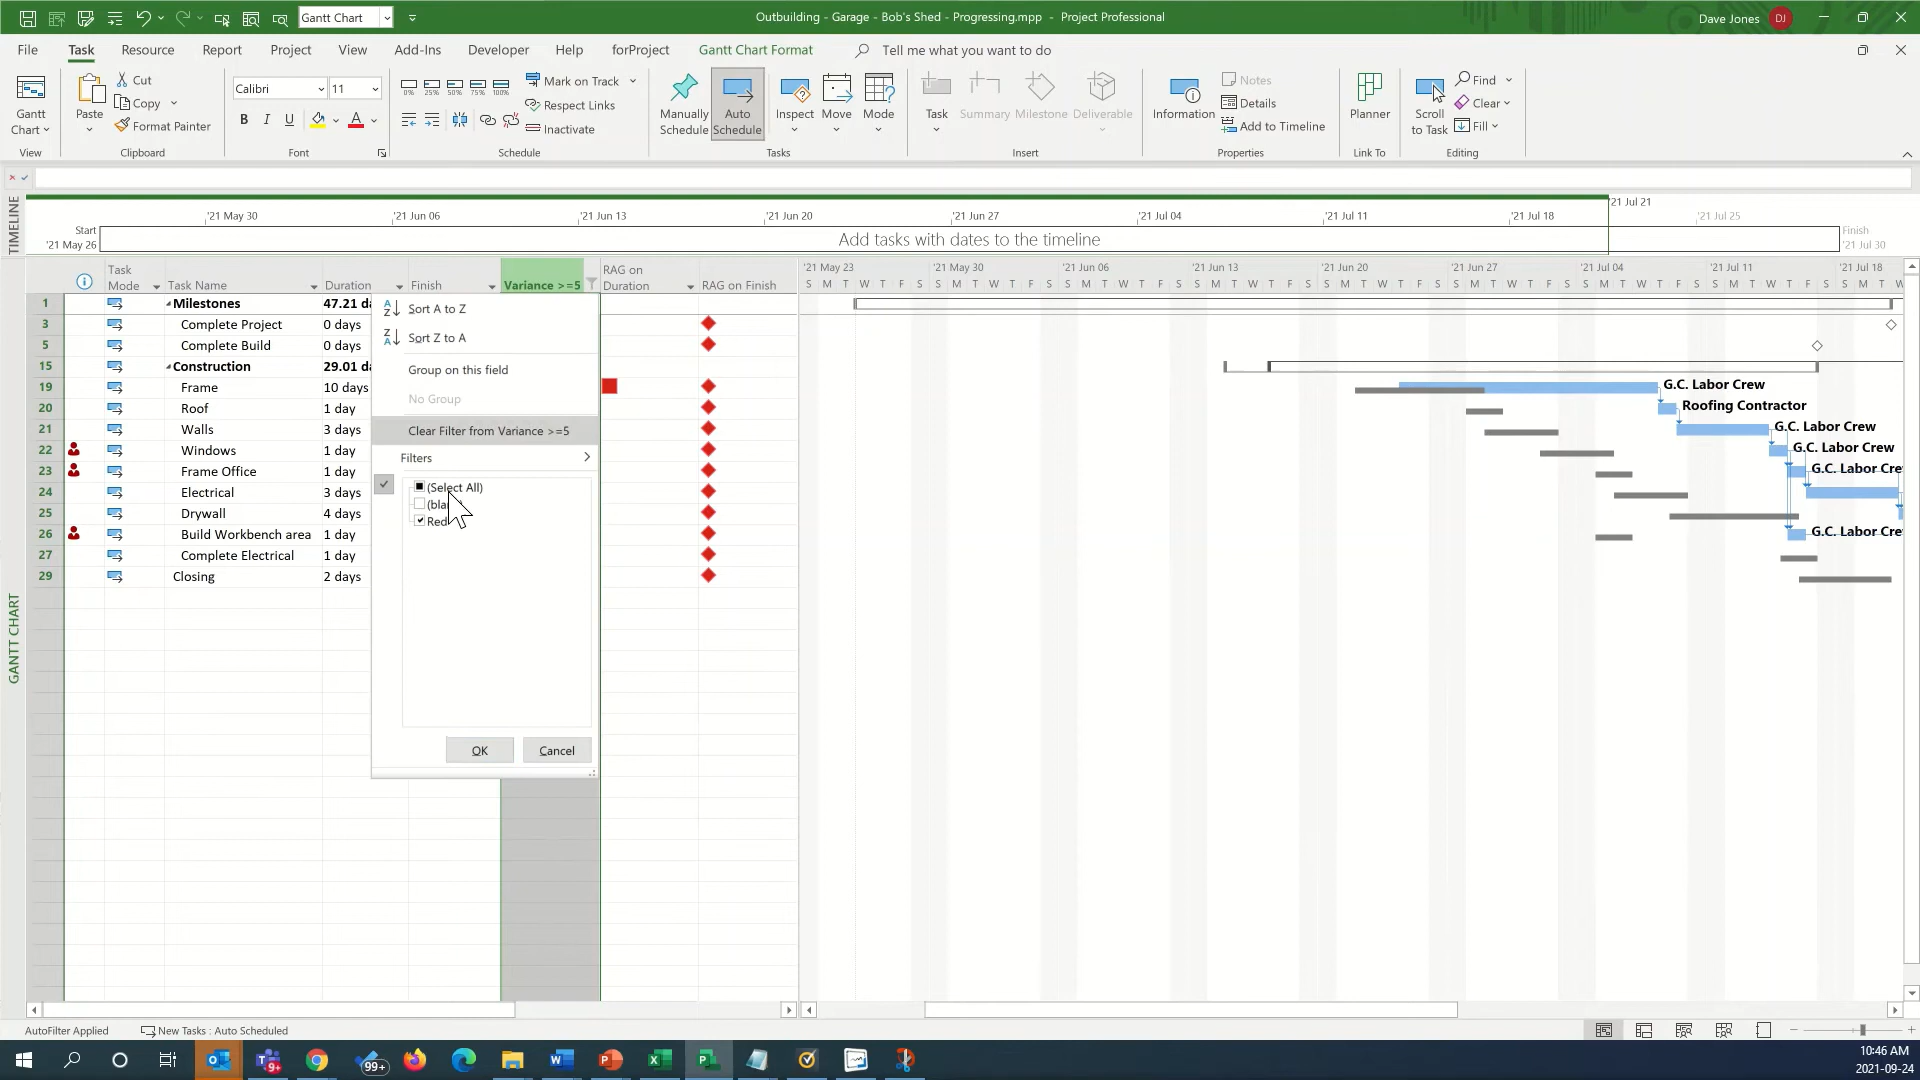 Gantt Chart
Outbuilding - Garage - Bob's Shed - Progressing.mpp - Project Professional
Dave Jones
DJ
File
Task
Resource
Report
Project
View
Add-Ins
Developer
Help
forProject
Gantt Chart Format
Tell me what you want to do
Gantt Chart
View
Paste
Cut
Copy
Format Painter
Clipboard
Calibri
11
B I U
A
Font
0% 25% 50% 75% 100%
Mark on Track
Respect Links
Inactivate
Schedule
Manually Schedule
Auto Schedule
Inspect
Move
Mode
Tasks
Task
Summary
Milestone
Deliverable
Insert
Information
Notes
Details
Add to Timeline
Properties
Planner
Link To
Scroll to Task
Find
Clear
Fill
Editing
TIMELINE
'21 May 30
'21 Jun 06
'21 Jun 13
'21 Jun 20
'21 Jun 27
'21 Jul 04
'21 Jul 11
'21 Jul 18
'21 Jul 21
'21 Jul 25
Start
'21 May 26
Add tasks with dates to the timeline
Finish
'21 Jul 30
GANTT CHART
Task Mode
Task Name
Duration
Finish
Variance >=5
RAG on Duration
RAG on Finish
'21 May 23
'21 May 30
'21 Jun 06
'21 Jun 13
'21 Jun 20
'21 Jun 27
'21 Jul 04
'21 Jul 11
'21 Jul 18
S M T W T F S S M T W T F S S M T W T F S S M T W T F S S M T W T F S S M T W T F S S M T W T F S S M T W T F S S M T W
1 Milestones 47.21 da
3 Complete Project 0 days
5 Complete Build 0 days
15 Construction 29.01 da
19 Frame 10 days
20 Roof 1 day
21 Walls 3 days
22 Windows 1 day
23 Frame Office 1 day
24 Electrical 3 days
25 Drywall 4 days
26 Build Workbench area 1 day
27 Complete Electrical 1 day
29 Closing 2 days
Sort A to Z
Sort Z to A
Group on this field
No Group
Clear Filter from Variance >=5
Filters
(Select All)
(bla
Red
OK
Cancel
G.C. Labor Crew
Roofing Contractor
G.C. Labor Crew
G.C. Labor Crew
G.C. Labor Cre
G.C. Labor Cre
AutoFilter Applied
New Tasks : Auto Scheduled
9+
99+
10:46 AM
2021-09-24